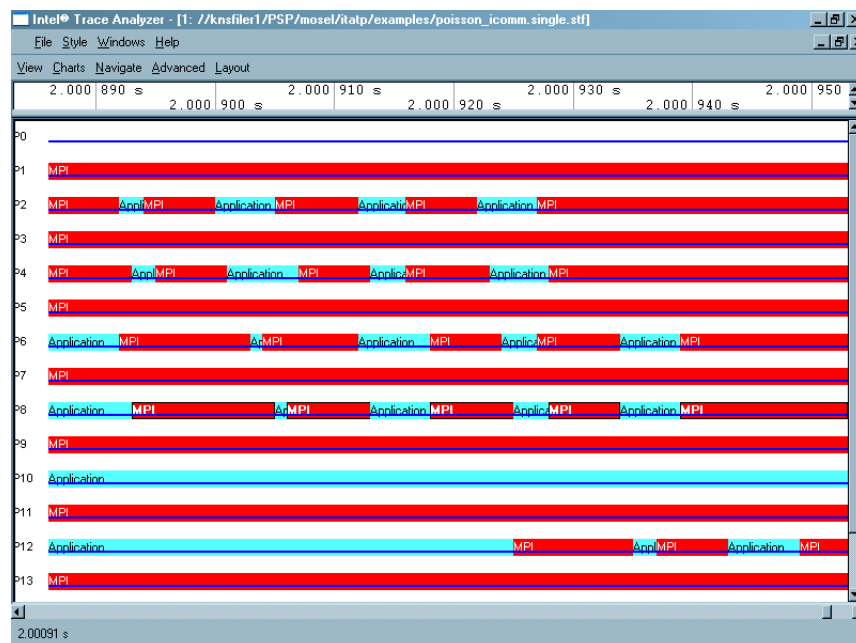 Intel® Trace Analyzer - [1: //knsfiler1/PSP/mosel/itatp/examples/poisson_icomm.single.stf]
File Style Windows Help
View Charts Navigate Advanced Layout
2.000 890 s 2.000 910 s 2.000 930 s 2.000 950
2.000 900 s 2.000 920 s 2.000 940 s
P0
P1 MPI
P2 MPI Appli MPI Application MPI Applicatio MPI Application MPI
P3 MPI
P4 MPI Appl MPI Application MPI Applica MPI Application MPI
P5 MPI
P6 Application MPI Ap MPI Application MPI Applica MPI Application MPI
P7 MPI
P8 Application MPI Ap MPI Application MPI Applica MPI Application MPI
P9 MPI
P10 Application
P11 MPI
P12 Application MPI Appl MPI Application MPI
P13 MPI
2.00091 s